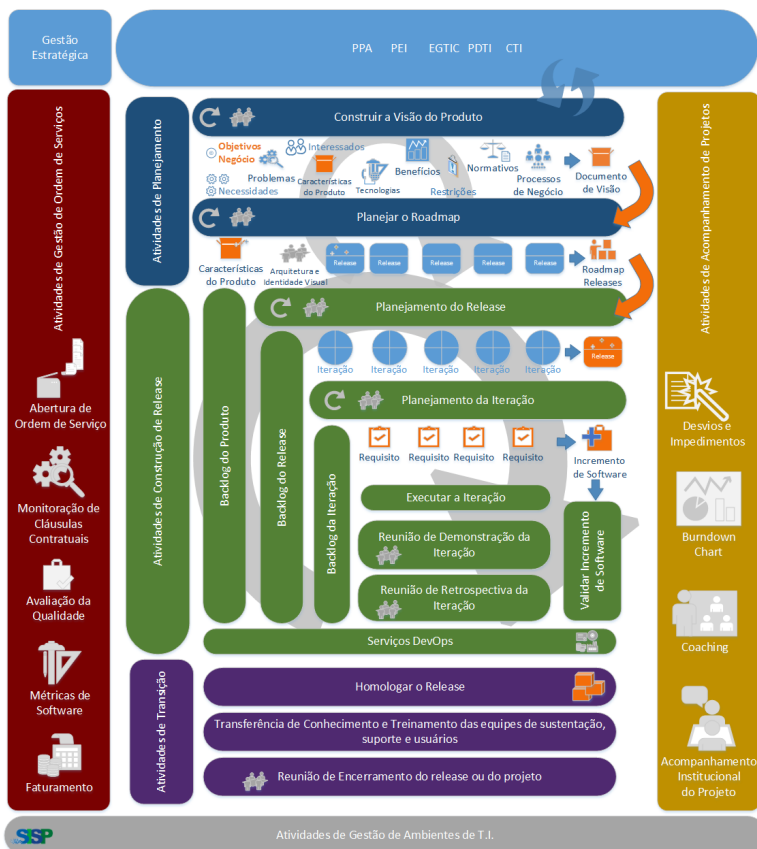 Gestão
Estratégica
PPA PEI EGTIC PDTI CTI
Atividades de Gestão de Ordem de Serviços
Abertura de
Ordem de Serviço
Monitoração de
Cláusulas
Contratuais
Avaliação da
Qualidade
Métricas de
Software
Faturamento
Atividades de Planejamento
Construir a Visão do Produto
Objetivos
Negócio
Interessados
Problemas
Necessidades
Características
do Produto
Tecnologias
Benefícios
Restrições
Normativos
Processos
de Negócio
Documento
de Visão
Planejar o Roadmap
Características
do Produto
Arquitetura e
Identidade Visual
Release
Release
Release
Release
Release
Roadmap
Releases
Atividades de Construção de Release
Backlog do Produto
Planejamento do Release
Backlog do Release
Iteração
Iteração
Iteração
Iteração
Iteração
Release
Planejamento da Iteração
Backlog da Iteração
Requisito
Requisito
Requisito
Requisito
Incremento
de Software
Executar a Iteração
Reunião de Demonstração da
Iteração
Reunião de Retrospectiva da
Iteração
Validar Incremento
de Software
Serviços DevOps
Atividades de Transição
Homologar o Release
Transferência de Conhecimento e Treinamento das equipes de sustentação,
suporte e usuários
Reunião de Encerramento do release ou do projeto
Atividades de Acompanhamento de Projetos
Desvios e
Impedimentos
Burndown
Chart
Coaching
Acompanhamento
Institucional
do Projeto
SISP
Atividades de Gestão de Ambientes de T.I.